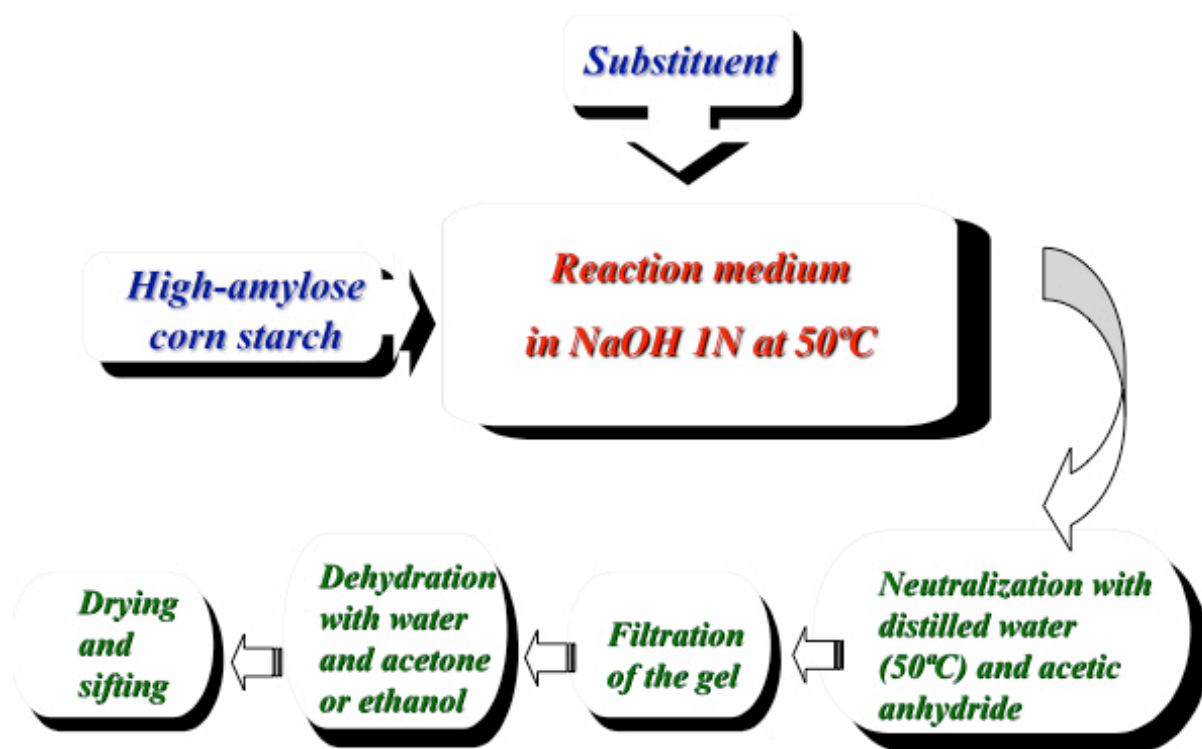 Substituent
High-amylose
corn starch
Reaction medium
in NaOH 1N at 50ºC
Neutralization with
distilled water
(50ºC) and acetic
anhydride
Filtration
of the gel
Dehydration
with water
and acetone
or ethanol
Drying
and
sifting